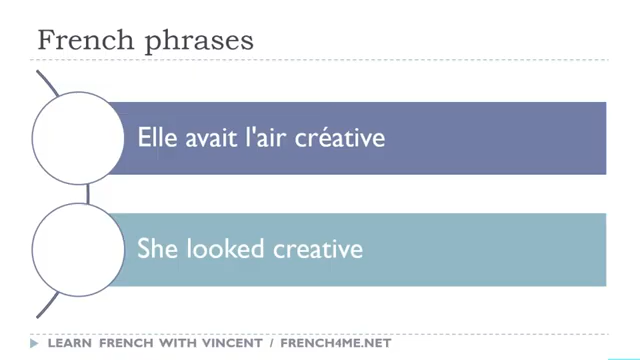 French phrases
Elle avait l'air créative
She looked creative
LEARN FRENCH WITH VINCENT / FRENCH4ME.NET